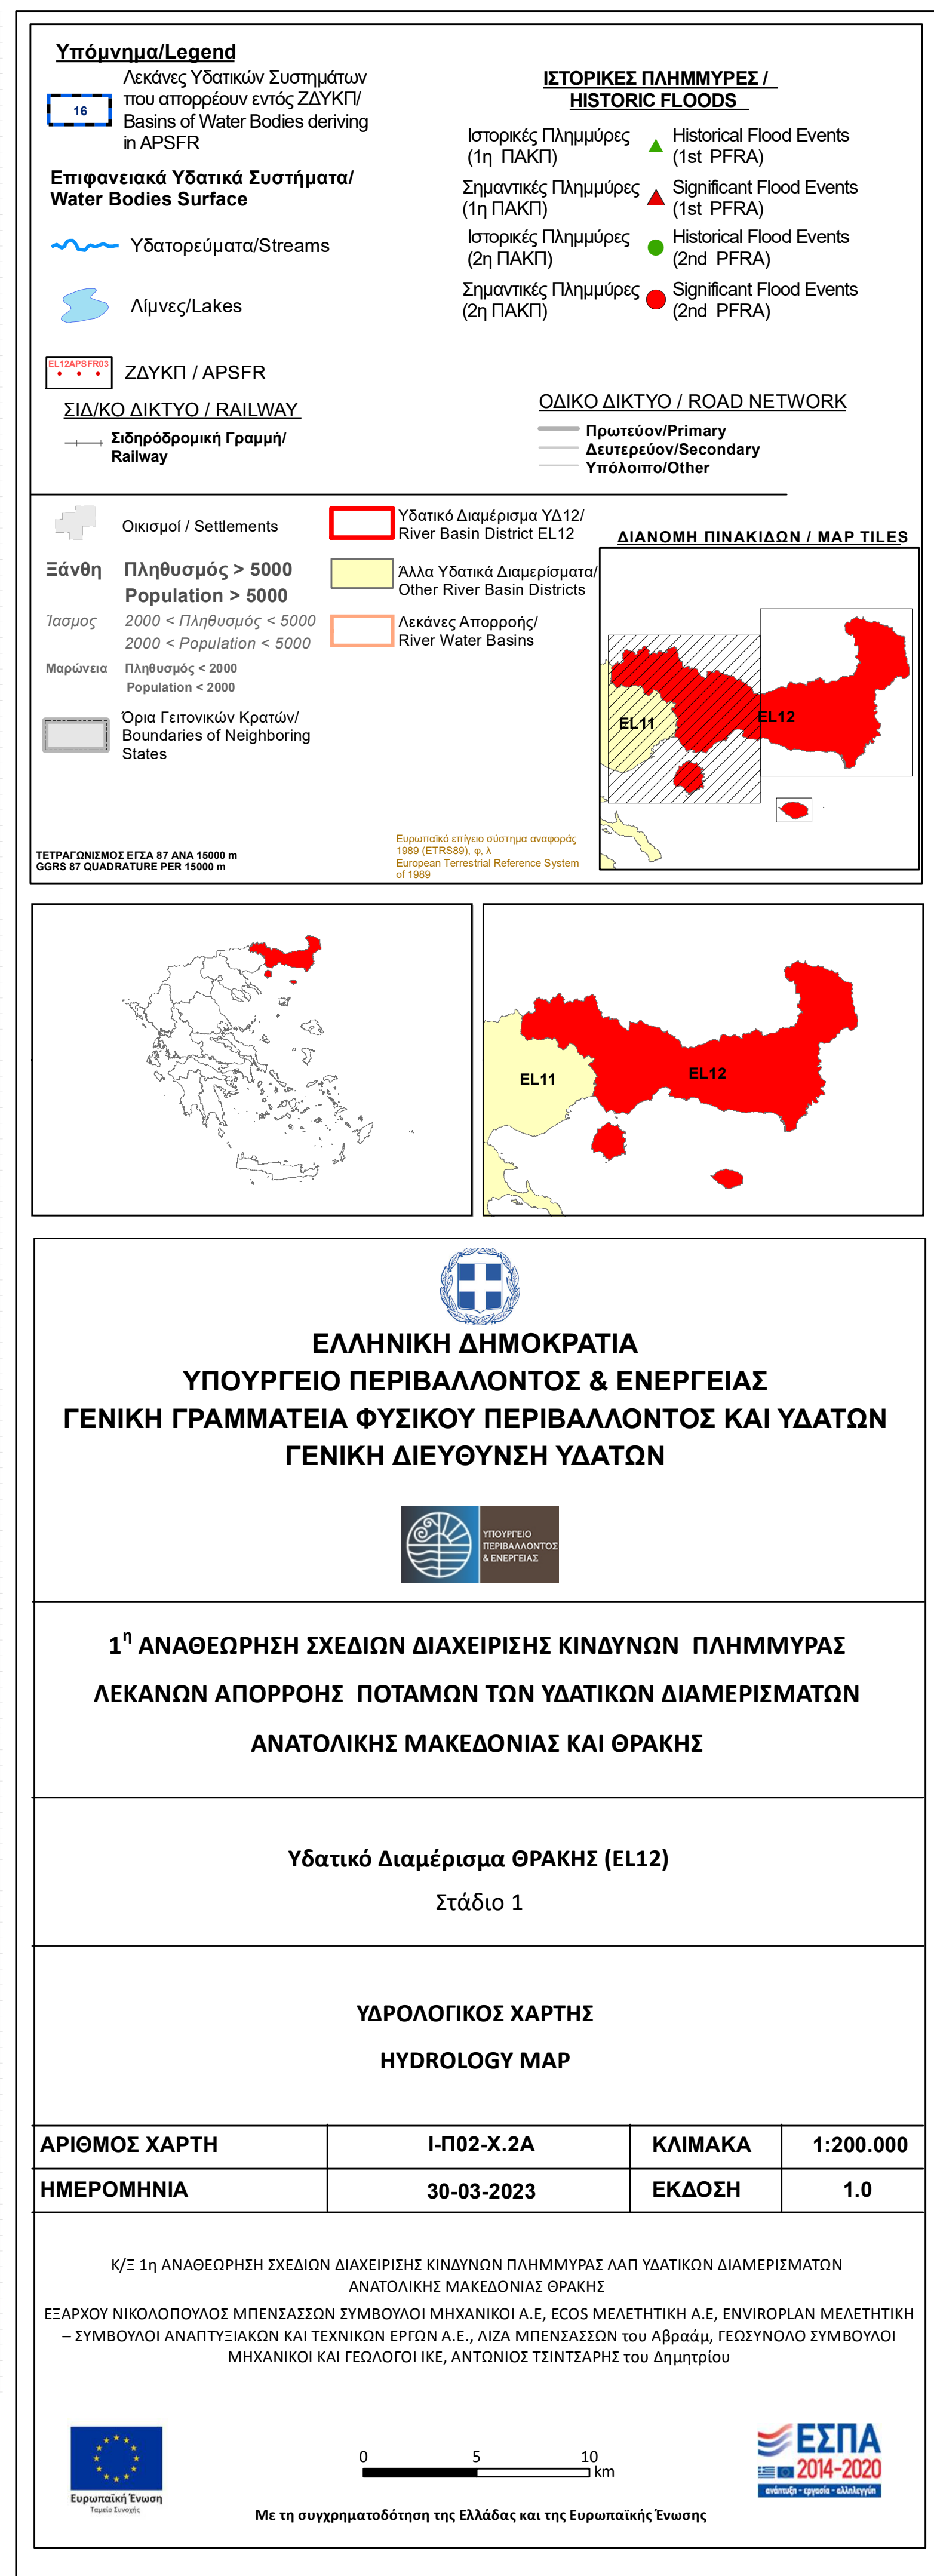 Υπόμνημα/Legend
16
Λεκάνες Υδατικών Συστημάτων
που απορρέουν εντός ΖΔΥΚΠ/
Basins of Water Bodies deriving
in APSFR
Επιφανειακά Υδατικά Συστήματα/
Water Bodies Surface
Υδατορεύματα/Streams
Λίμνες/Lakes
EL12APSFR03
ΖΔΥΚΠ / APSFR
ΣΙΔ/ΚΟ ΔΙΚΤΥΟ / RAILWAY
Σιδηρόδρομική Γραμμή/
Railway
ΙΣΤΟΡΙΚΕΣ ΠΛΗΜΜΥΡΕΣ /
HISTORIC FLOODS
Ιστορικές Πλημμύρες
(1η ΠΑΚΠ)
Historical Flood Events
(1st PFRA)
Σημαντικές Πλημμύρες
(1η ΠΑΚΠ)
Significant Flood Events
(1st PFRA)
Ιστορικές Πλημμύρες
(2η ΠΑΚΠ)
Historical Flood Events
(2nd PFRA)
Σημαντικές Πλημμύρες
(2η ΠΑΚΠ)
Significant Flood Events
(2nd PFRA)
ΟΔΙΚΟ ΔΙΚΤΥΟ / ROAD NETWORK
Πρωτεύον/Primary
Δευτερεύον/Secondary
Υπόλοιπο/Other
Οικισμοί / Settlements
Ξάνθη Πληθυσμός > 5000
Population > 5000
Ίασμος 2000 < Πληθυσμός < 5000
2000 < Population < 5000
Μαρώνεια Πληθυσμός < 2000
Population < 2000
Όρια Γειτονικών Κρατών/
Boundaries of Neighboring
States
Υδατικό Διαμέρισμα ΥΔ12/
River Basin District EL12
Άλλα Υδατικά Διαμερίσματα/
Other River Basin Districts
Λεκάνες Απορροής/
River Water Basins
ΔΙΑΝΟΜΗ ΠΙΝΑΚΙΔΩΝ / MAP TILES
EL11
EL12
ΤΕΤΡΑΓΩΝΙΣΜΟΣ ΕΓΣΑ 87 ΑΝΑ 15000 m
GGRS 87 QUADRATURE PER 15000 m
Ευρωπαϊκό επίγειο σύστημα αναφοράς
1989 (ETRS89), φ, λ
European Terrestrial Reference System
of 1989
EL11
EL12
ΕΛΛΗΝΙΚΗ ΔΗΜΟΚΡΑΤΙΑ
ΥΠΟΥΡΓΕΙΟ ΠΕΡΙΒΑΛΛΟΝΤΟΣ & ΕΝΕΡΓΕΙΑΣ
ΓΕΝΙΚΗ ΓΡΑΜΜΑΤΕΙΑ ΦΥΣΙΚΟΥ ΠΕΡΙΒΑΛΛΟΝΤΟΣ ΚΑΙ ΥΔΑΤΩΝ
ΓΕΝΙΚΗ ΔΙΕΥΘΥΝΣΗ ΥΔΑΤΩΝ
ΥΠΟΥΡΓΕΙΟ
ΠΕΡΙΒΑΛΛΟΝΤΟΣ
& ΕΝΕΡΓΕΙΑΣ
1η ΑΝΑΘΕΩΡΗΣΗ ΣΧΕΔΙΩΝ ΔΙΑΧΕΙΡΙΣΗΣ ΚΙΝΔΥΝΩΝ ΠΛΗΜΜΥΡΑΣ
ΛΕΚΑΝΩΝ ΑΠΟΡΡΟΗΣ ΠΟΤΑΜΩΝ ΤΩΝ ΥΔΑΤΙΚΩΝ ΔΙΑΜΕΡΙΣΜΑΤΩΝ
ΑΝΑΤΟΛΙΚΗΣ ΜΑΚΕΔΟΝΙΑΣ ΚΑΙ ΘΡΑΚΗΣ
Υδατικό Διαμέρισμα ΘΡΑΚΗΣ (EL12)
Στάδιο 1
ΥΔΡΟΛΟΓΙΚΟΣ ΧΑΡΤΗΣ
HYDROLOGY MAP
ΑΡΙΘΜΟΣ ΧΑΡΤΗ Ι-Π02-Χ.2Α ΚΛΙΜΑΚΑ 1:200.000
ΗΜΕΡΟΜΗΝΙΑ 30-03-2023 ΕΚΔΟΣΗ 1.0
Κ/Ξ 1η ΑΝΑΘΕΩΡΗΣΗ ΣΧΕΔΙΩΝ ΔΙΑΧΕΙΡΙΣΗΣ ΚΙΝΔΥΝΩΝ ΠΛΗΜΜΥΡΑΣ ΛΑΠ ΥΔΑΤΙΚΩΝ ΔΙΑΜΕΡΙΣΜΑΤΩΝ
ΑΝΑΤΟΛΙΚΗΣ ΜΑΚΕΔΟΝΙΑΣ ΘΡΑΚΗΣ
ΕΞΑΡΧΟΥ ΝΙΚΟΛΟΠΟΥΛΟΣ ΜΠΕΝΣΑΣΣΩΝ ΣΥΜΒΟΥΛΟΙ ΜΗΧΑΝΙΚΟΙ Α.Ε, ECOS ΜΕΛΕΤΗΤΙΚΗ Α.Ε, ENVIROPLAN ΜΕΛΕΤΗΤΙΚΗ
– ΣΥΜΒΟΥΛΟΙ ΑΝΑΠΤΥΞΙΑΚΩΝ ΚΑΙ ΤΕΧΝΙΚΩΝ ΕΡΓΩΝ Α.Ε., ΛΙΖΑ ΜΠΕΝΣΑΣΣΩΝ του Αβραάμ, ΓΕΩΣΥΝΟΛΟ ΣΥΜΒΟΥΛΟΙ
ΜΗΧΑΝΙΚΟΙ ΚΑΙ ΓΕΩΛΟΓΟΙ ΙΚΕ, ΑΝΤΩΝΙΟΣ ΤΣΙΝΤΣΑΡΗΣ του Δημητρίου
Ευρωπαϊκή Ένωση
Ταμείο Συνοχής
0 5 10
km
ΕΣΠΑ
2014-2020
ανάπτυξη - εργασία - αλληλεγγύη
Με τη συγχρηματοδότηση της Ελλάδας και της Ευρωπαϊκής Ένωσης